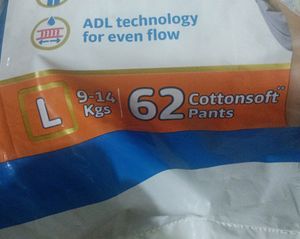 ADL technology
for even flow
L
9-14
Kgs
62
Cottonsoft**
Pants